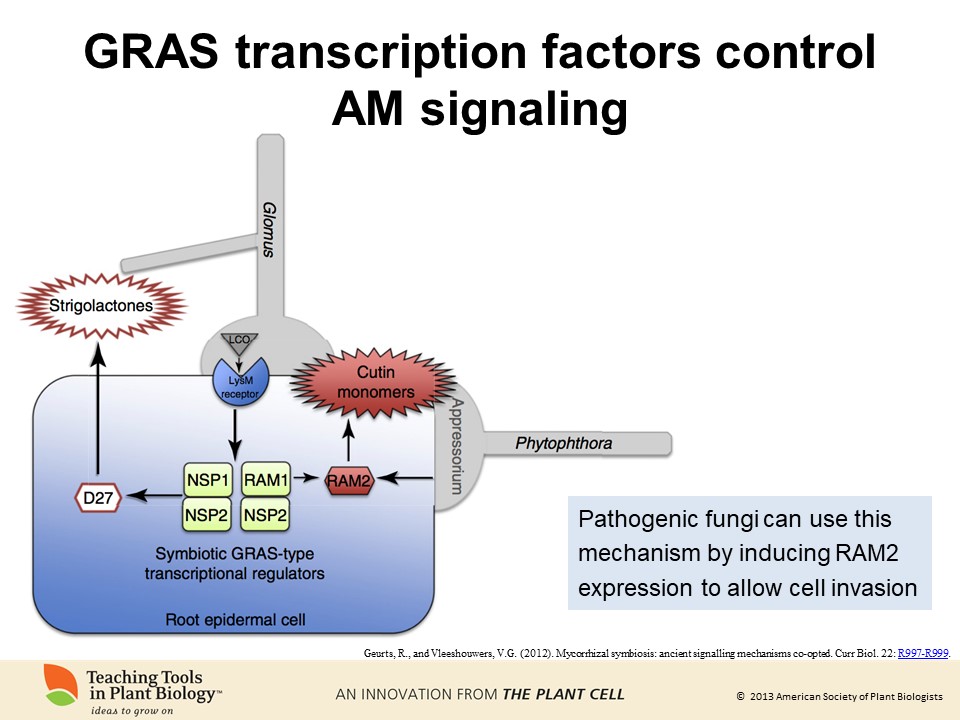 GRAS transcription factors control
AM signaling
Glomus
Strigolactones
LCO
LysM
receptor
Cutin
monomers
Appressorium
Phytophthora
NSP1
RAM1
RAM2
D27
NSP2
NSP2
Symbiotic GRAS-type
transcriptional regulators
Root epidermal cell
Pathogenic fungi can use this
mechanism by inducing RAM2
expression to allow cell invasion
Geurts, R., and Vleeshouwers, V.G. (2012). Mycorrhizal symbiosis: ancient signalling mechanisms co-opted. Curr Biol. 22: R997-R999.
Teaching Tools
in Plant Biology™
ideas to grow on
AN INNOVATION FROM THE PLANT CELL
© 2013 American Society of Plant Biologists